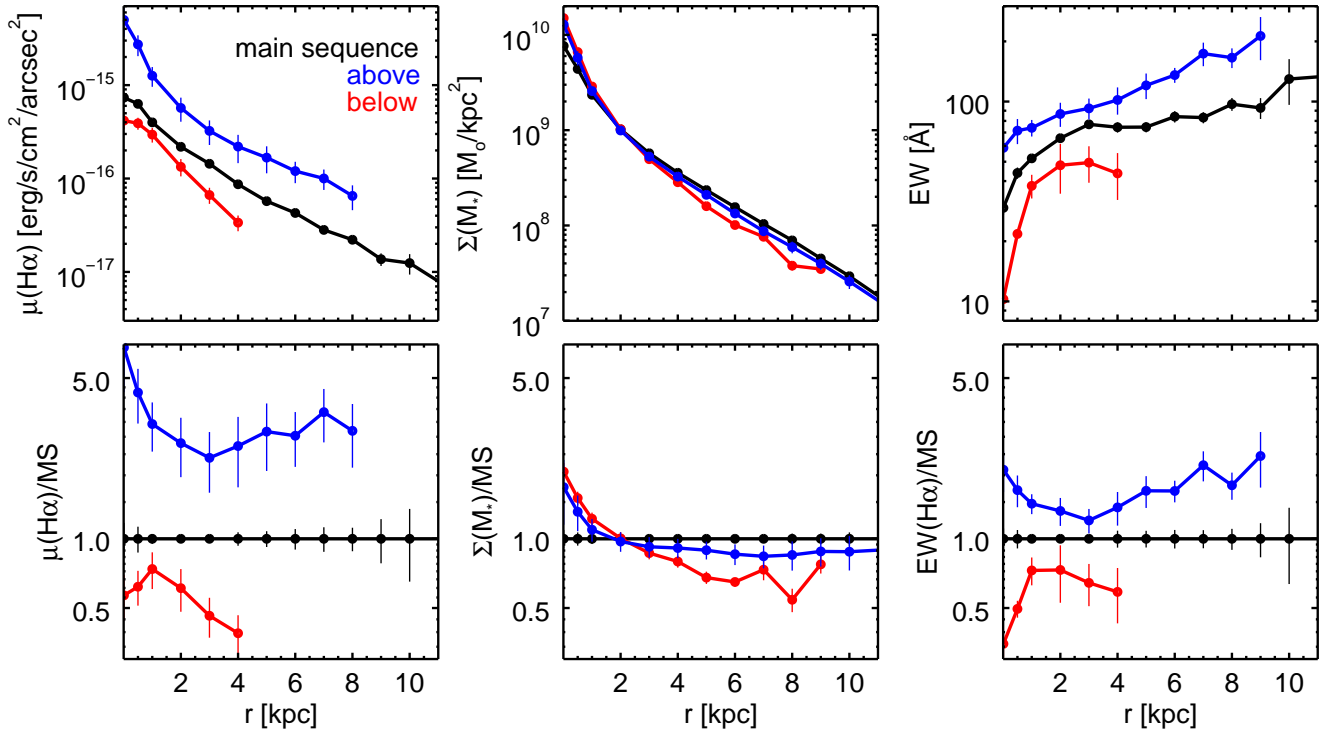 μ(Hα) [erg/s/cm²/arcsec²]
10⁻¹⁵
10⁻¹⁶
10⁻¹⁷
main sequence
above
below
Σ(M*) [M₀/kpc²]
10¹⁰
10⁹
10⁸
10⁷
EW [Å]
100
10
μ(Hα)/MS
5.0
1.0
0.5
2 4 6 8 10
r [kpc]
Σ(M*)/MS
5.0
1.0
0.5
2 4 6 8 10
r [kpc]
EW(Hα)/MS
5.0
1.0
0.5
2 4 6 8 10
r [kpc]